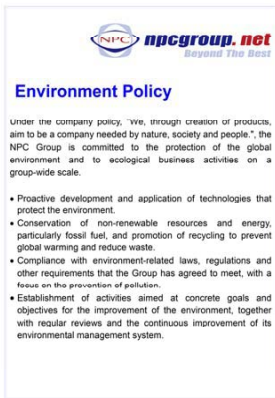 NPC npcgroup.net
Beyond The Best
Environment Policy
Under the company policy, "We, through creation of products,
aim to be a company needed by nature, society and people.", the
NPC Group is committed to the protection of the global
environment and to ecological business activities on a
group-wide scale.
• Proactive development and application of technologies that
protect the environment.
• Conservation of non-renewable resources and energy,
particularly fossil fuel, and promotion of recycling to prevent
global warming and reduce waste.
• Compliance with environment-related laws, regulations and
other requirements that the Group has agreed to meet, with a
focus on the prevention of pollution.
• Establishment of activities aimed at concrete goals and
objectives for the improvement of the environment, together
with regular reviews and the continuous improvement of its
environmental management system.